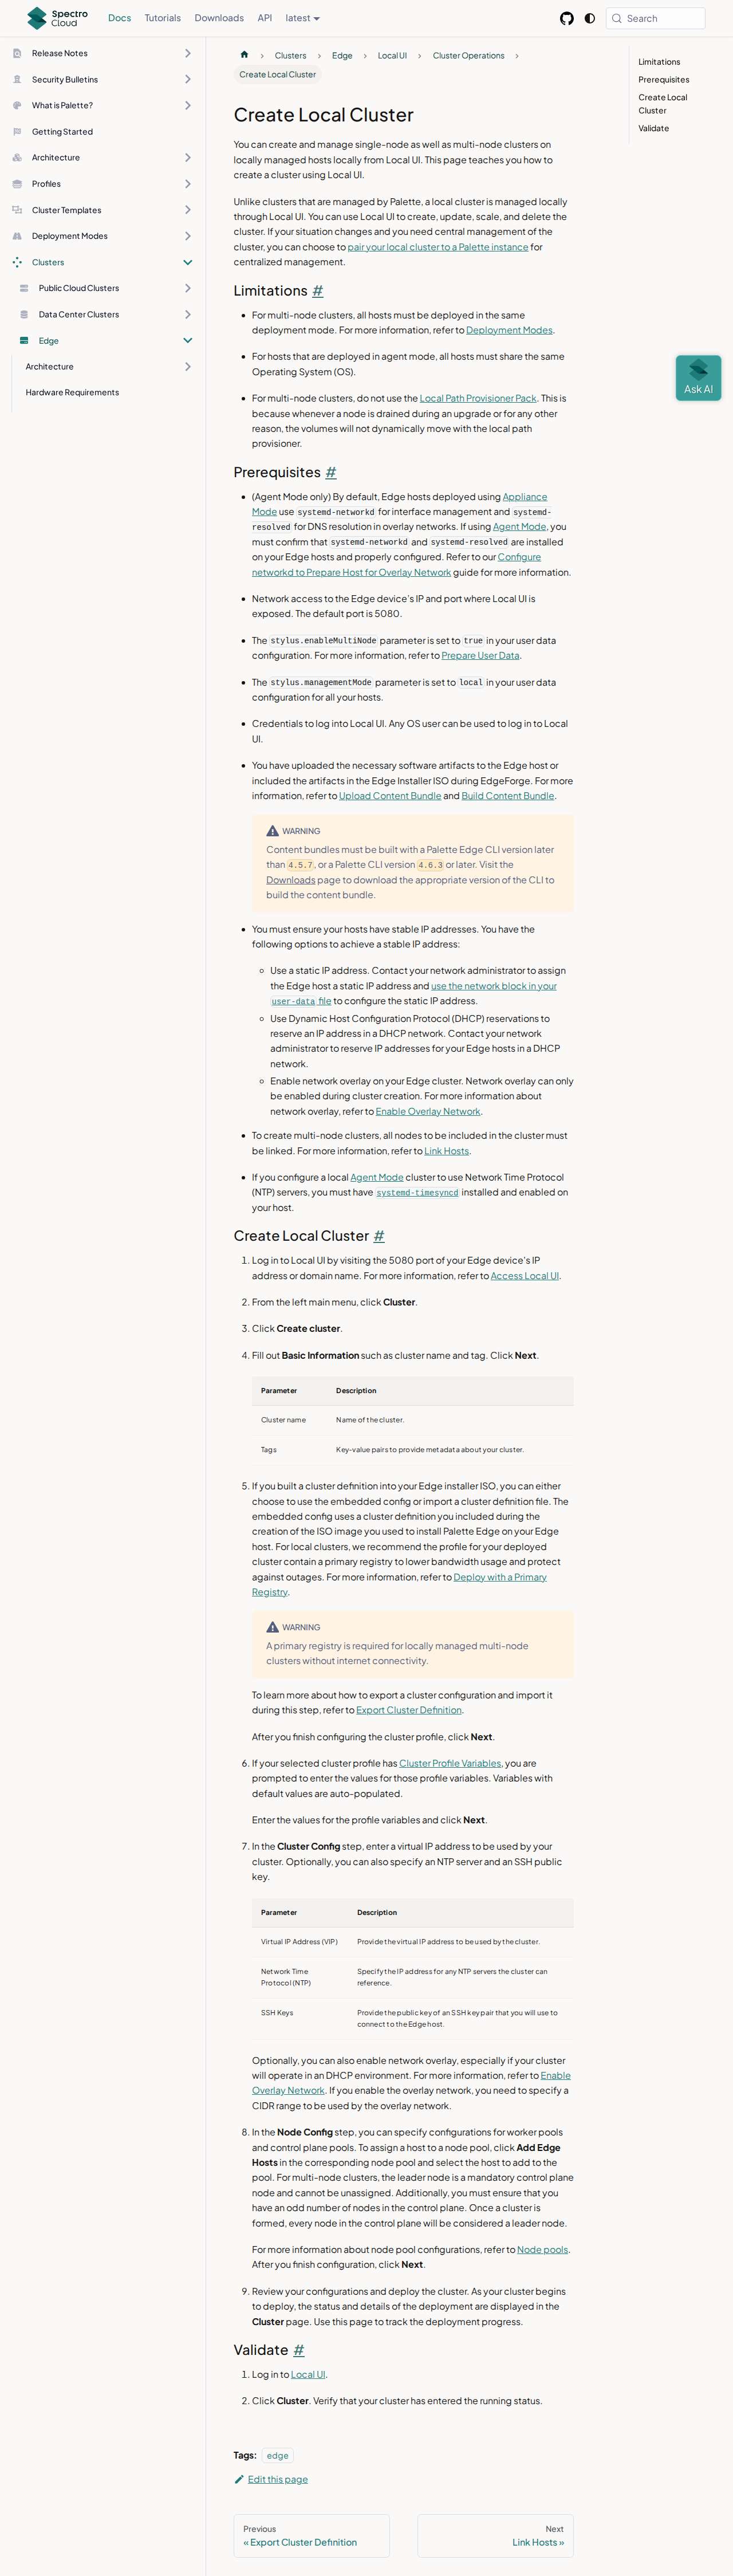 Spectro Cloud
Docs
Tutorials
Downloads
API
latest
Search
Release Notes
Security Bulletins
What is Palette?
Getting Started
Architecture
Profiles
Cluster Templates
Deployment Modes
Clusters
Public Cloud Clusters
Data Center Clusters
Edge
Architecture
Hardware Requirements
Clusters
Edge
Local UI
Cluster Operations
Create Local Cluster
Create Local Cluster
You can create and manage single-node as well as multi-node clusters on
locally managed hosts locally from Local UI. This page teaches you how to
create a cluster using Local UI.
Unlike clusters that are managed by Palette, a local cluster is managed locally
through Local UI. You can use Local UI to create, update, scale, and delete the
cluster. If your situation changes and you need central management of the
cluster, you can choose to pair your local cluster to a Palette instance for
centralized management.
Limitations #
For multi-node clusters, all hosts must be deployed in the same
deployment mode. For more information, refer to Deployment Modes.
For hosts that are deployed in agent mode, all hosts must share the same
Operating System (OS).
For multi-node clusters, do not use the Local Path Provisioner Pack. This is
because whenever a node is drained during an upgrade or for any other
reason, the volumes will not dynamically move with the local path
provisioner.
Prerequisites #
(Agent Mode only) By default, Edge hosts deployed using Appliance
Mode use systemd-networkd for interface management and systemd-
resolved for DNS resolution in overlay networks. If using Agent Mode, you
must confirm that systemd-networkd and systemd-resolved are installed
on your Edge hosts and properly configured. Refer to our Configure
networkd to Prepare Host for Overlay Network guide for more information.
Network access to the Edge device's IP and port where Local UI is
exposed. The default port is 5080.
The stylus.enableMultiNode parameter is set to true in your user data
configuration. For more information, refer to Prepare User Data.
The stylus.managementMode parameter is set to local in your user data
configuration for all your hosts.
Credentials to log into Local UI. Any OS user can be used to log in to Local
UI.
You have uploaded the necessary software artifacts to the Edge host or
included the artifacts in the Edge Installer ISO during EdgeForge. For more
information, refer to Upload Content Bundle and Build Content Bundle.
WARNING
Content bundles must be built with a Palette Edge CLI version later
than 4.5.7, or a Palette CLI version 4.6.3 or later. Visit the
Downloads page to download the appropriate version of the CLI to
build the content bundle.
You must ensure your hosts have stable IP addresses. You have the
following options to achieve a stable IP address:
Use a static IP address. Contact your network administrator to assign
the Edge host a static IP address and use the network block in your
user-data file to configure the static IP address.
Use Dynamic Host Configuration Protocol (DHCP) reservations to
reserve an IP address in a DHCP network. Contact your network
administrator to reserve IP addresses for your Edge hosts in a DHCP
network.
Enable network overlay on your Edge cluster. Network overlay can only
be enabled during cluster creation. For more information about
network overlay, refer to Enable Overlay Network.
To create multi-node clusters, all nodes to be included in the cluster must
be linked. For more information, refer to Link Hosts.
If you configure a local Agent Mode cluster to use Network Time Protocol
(NTP) servers, you must have systemd-timesyncd installed and enabled on
your host.
Create Local Cluster #
1. Log in to Local UI by visiting the 5080 port of your Edge device's IP
address or domain name. For more information, refer to Access Local UI.
2. From the left main menu, click Cluster.
3. Click Create cluster.
4. Fill out Basic Information such as cluster name and tag. Click Next.
Parameter Description
Cluster name Name of the cluster.
Tags Key-value pairs to provide metadata about your cluster.
5. If you built a cluster definition into your Edge installer ISO, you can either
choose to use the embedded config or import a cluster definition file. The
embedded config uses a cluster definition you included during the
creation of the ISO image you used to install Palette Edge on your Edge
host. For local clusters, we recommend the profile for your deployed
cluster contain a primary registry to lower bandwidth usage and protect
against outages. For more information, refer to Deploy with a Primary
Registry.
WARNING
A primary registry is required for locally managed multi-node
clusters without internet connectivity.
To learn more about how to export a cluster configuration and import it
during this step, refer to Export Cluster Definition.
After you finish configuring the cluster profile, click Next.
6. If your selected cluster profile has Cluster Profile Variables, you are
prompted to enter the values for those profile variables. Variables with
default values are auto-populated.
Enter the values for the profile variables and click Next.
7. In the Cluster Config step, enter a virtual IP address to be used by your
cluster. Optionally, you can also specify an NTP server and an SSH public
key.
Parameter Description
Virtual IP Address (VIP) Provide the virtual IP address to be used by the cluster.
Network Time Protocol (NTP) Specify the IP address for any NTP servers the cluster can reference.
SSH Keys Provide the public key of an SSH key pair that you will use to connect to the Edge host.
Optionally, you can also enable network overlay, especially if your cluster
will operate in an DHCP environment. For more information, refer to Enable
Overlay Network. If you enable the overlay network, you need to specify a
CIDR range to be used by the overlay network.
8. In the Node Config step, you can specify configurations for worker pools
and control plane pools. To assign a host to a node pool, click Add Edge
Hosts in the corresponding node pool and select the host to add to the
pool. For multi-node clusters, the leader node is a mandatory control plane
node and cannot be unassigned. Additionally, you must ensure that you
have an odd number of nodes in the control plane. Once a cluster is
formed, every node in the control plane will be considered a leader node.
For more information about node pool configurations, refer to Node pools.
After you finish configuration, click Next.
9. Review your configurations and deploy the cluster. As your cluster begins
to deploy, the status and details of the deployment are displayed in the
Cluster page. Use this page to track the deployment progress.
Validate #
1. Log in to Local UI.
2. Click Cluster. Verify that your cluster has entered the running status.
Tags: edge
Edit this page
Previous
« Export Cluster Definition
Next
Link Hosts »
Limitations
Prerequisites
Create Local
Cluster
Validate
Ask AI